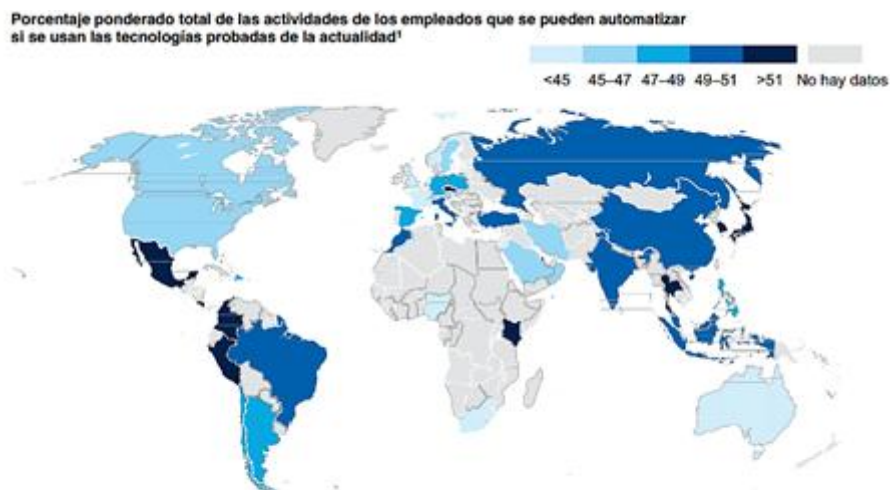 Porcentaje ponderado total de las actividades de los empleados que se pueden automatizar
si se usan las tecnologías probadas de la actualidad¹
<45 45–47 47–49 49–51 >51 No hay datos